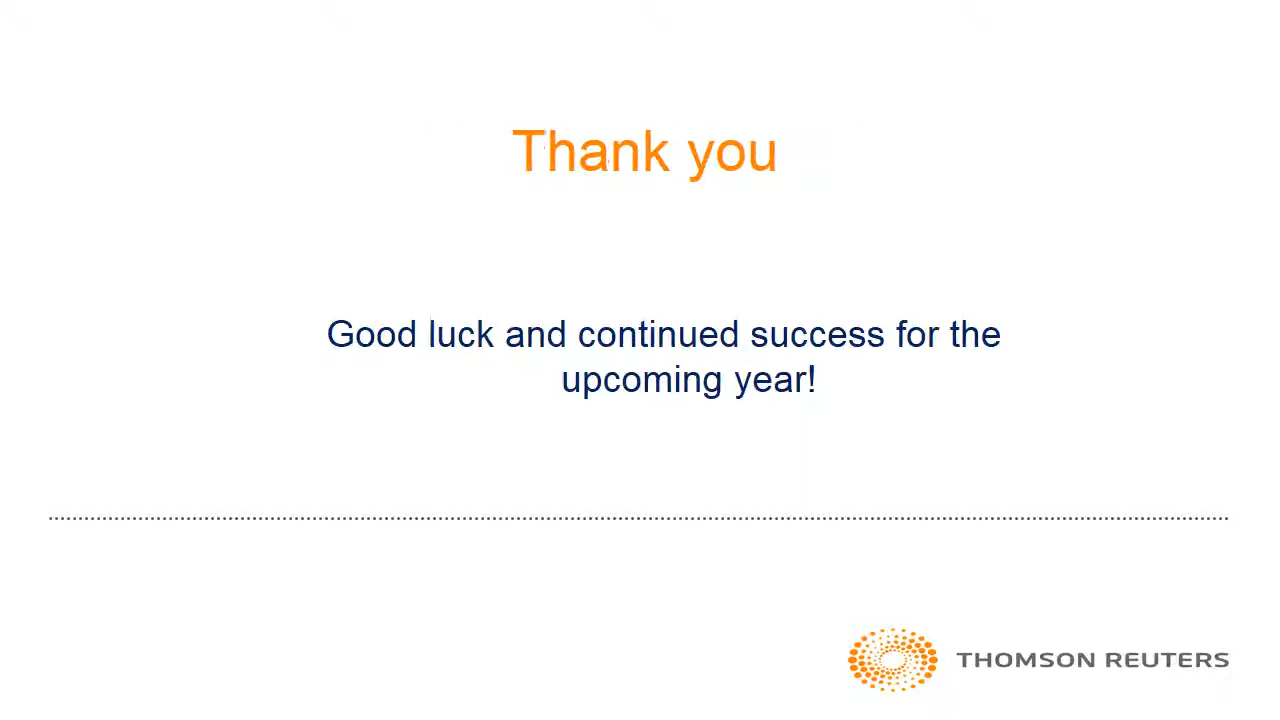 Thank you
Good luck and continued success for the
upcoming year!
THOMSON REUTERS